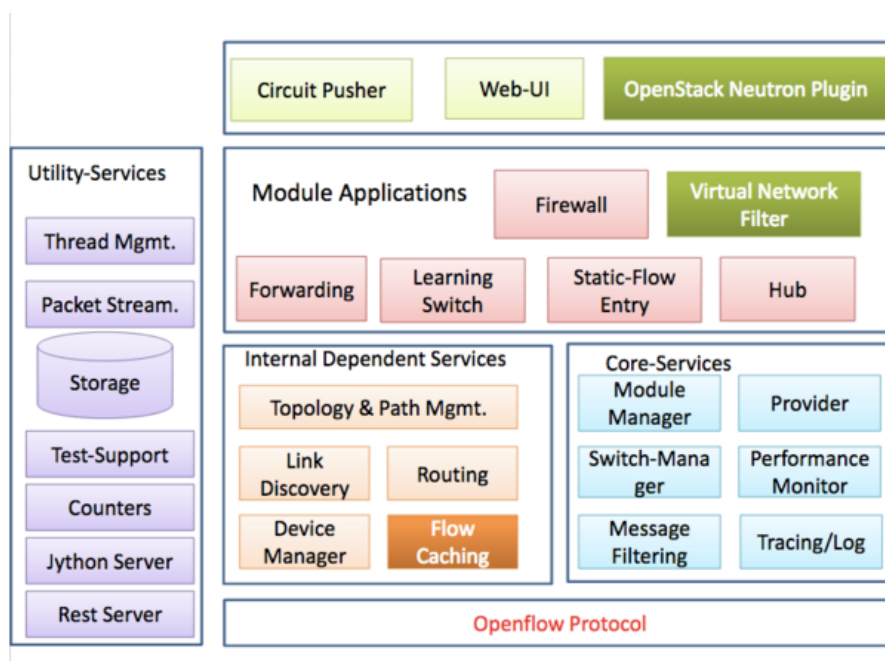 Circuit Pusher
Web-UI
OpenStack Neutron Plugin
Utility-Services
Thread Mgmt.
Packet Stream.
Storage
Test-Support
Counters
Jython Server
Rest Server
Module Applications
Firewall
Virtual Network
Filter
Forwarding
Learning
Switch
Static-Flow
Entry
Hub
Internal Dependent Services
Topology & Path Mgmt.
Link
Discovery
Routing
Device
Manager
Flow
Caching
Core-Services
Module
Manager
Provider
Switch-Mana
ger
Performance
Monitor
Message
Filtering
Tracing/Log
Openflow Protocol